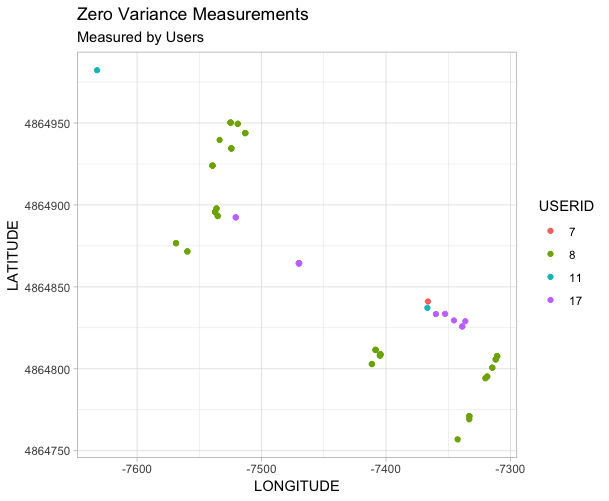 Zero Variance Measurements
Measured by Users
4864950
4864900
4864850
4864800
4864750
LATITUDE
-7600 -7500 -7400 -7300
LONGITUDE
USERID
7
8
11
17